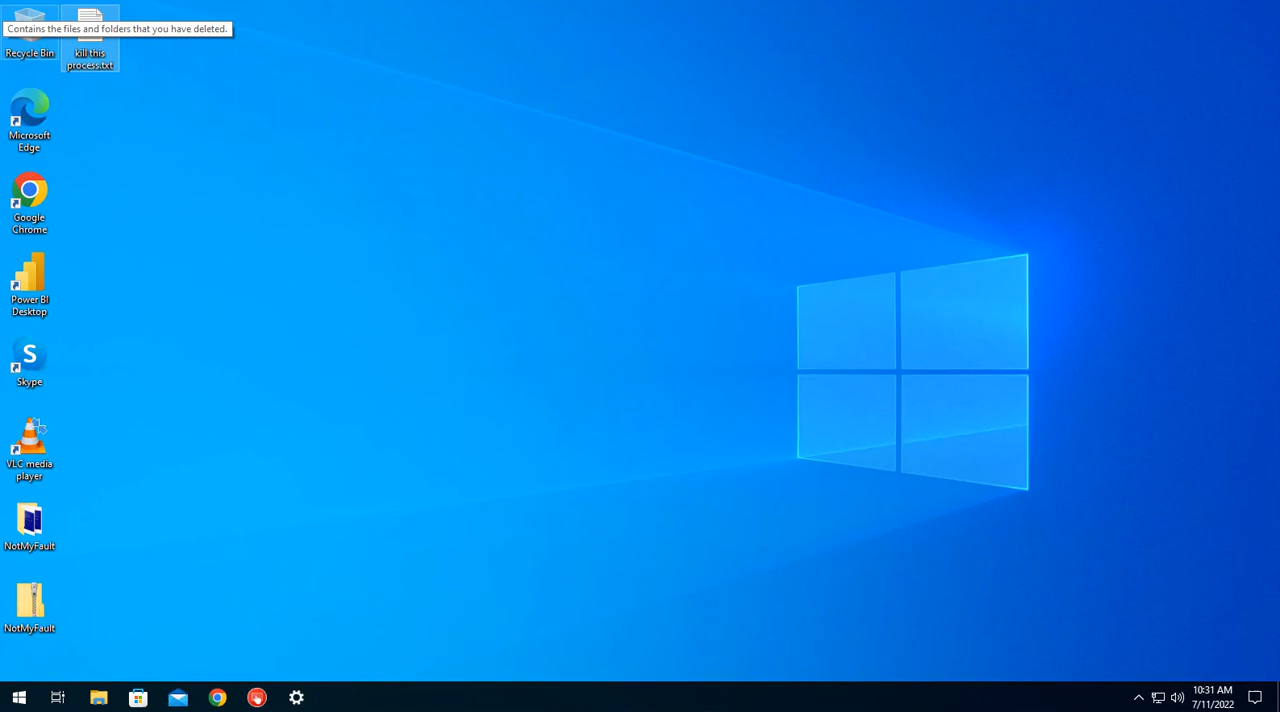 Contains the files and folders that you have deleted.
Recycle Bin
kill this
process.txt
Microsoft
Edge
Google
Chrome
Power BI
Desktop
S
Skype
VLC media
player
NotMyFault
NotMyFault
10:31 AM
7/11/2022